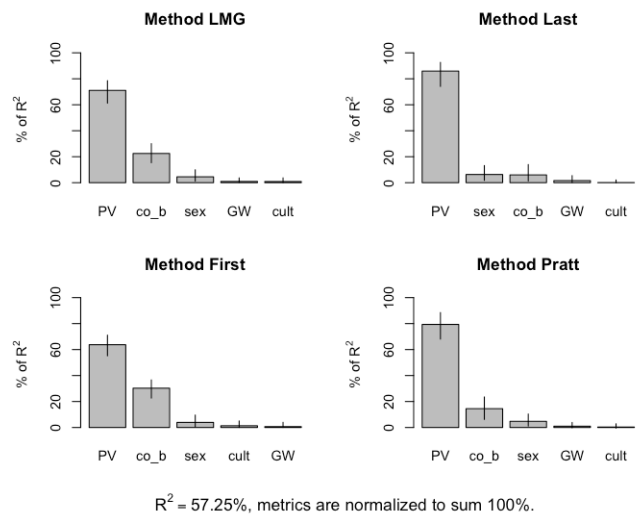 Method LMG
% of R²
100
60
20
0
PV co_b sex GW cult
Method Last
% of R²
100
60
20
0
PV sex co_b GW cult
Method First
% of R²
100
60
20
0
PV co_b sex cult GW
Method Pratt
% of R²
100
60
20
0
PV co_b sex GW cult
R² = 57.25%, metrics are normalized to sum 100%.